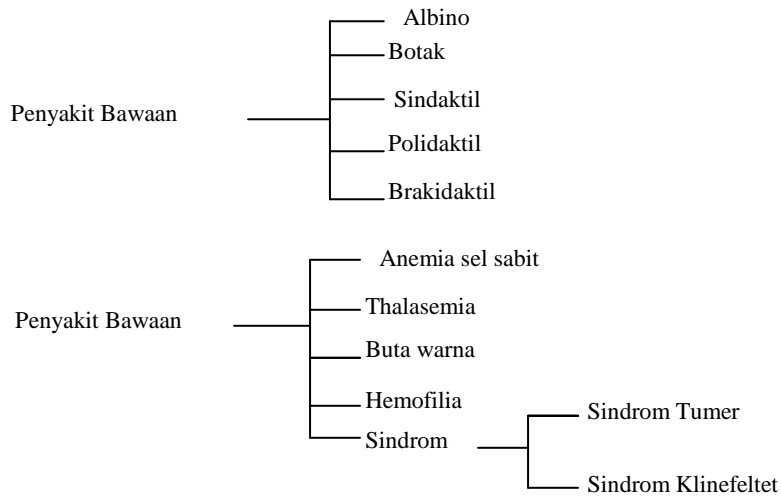 Albino
Botak
Sindaktil
Penyakit Bawaan
Polidaktil
Brakidaktil
Anemia sel sabit
Thalasemia
Penyakit Bawaan
Buta warna
Hemofilia
Sindrom Tumer
Sindrom
Sindrom Klinefeltet